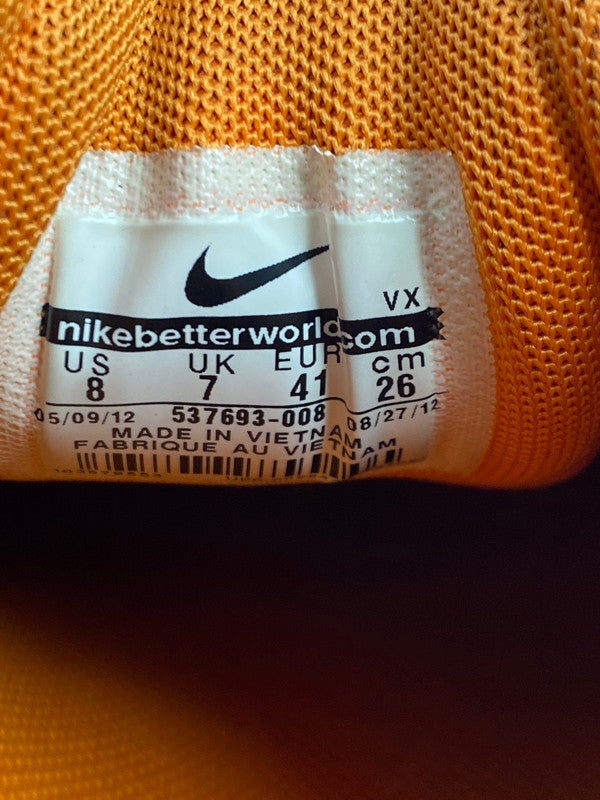 VX
nikebetterworld.com
US UK EUR cm
8 7 41 26
05/09/12 537693-008 08/27/12
MADE IN VIETNAM
FABRIQUE AU VIETNAM